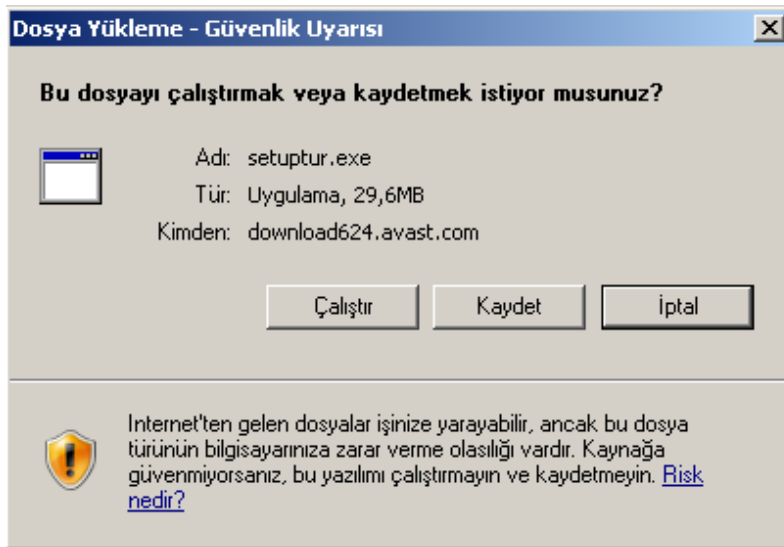 Dosya Yükleme - Güvenlik Uyarısı
Bu dosyayı çalıştırmak veya kaydetmek istiyor musunuz?
Adı: setuptur.exe
Tür: Uygulama, 29,6MB
Kimden: download624.avast.com
Çalıştır Kaydet İptal
Internet'ten gelen dosyalar işinize yarayabilir, ancak bu dosya
türünün bilgisayarınıza zarar verme olasılığı vardır. Kaynağa
güvenmiyorsanız, bu yazılımı çalıştırmayın ve kaydetmeyin. Risk
nedir?